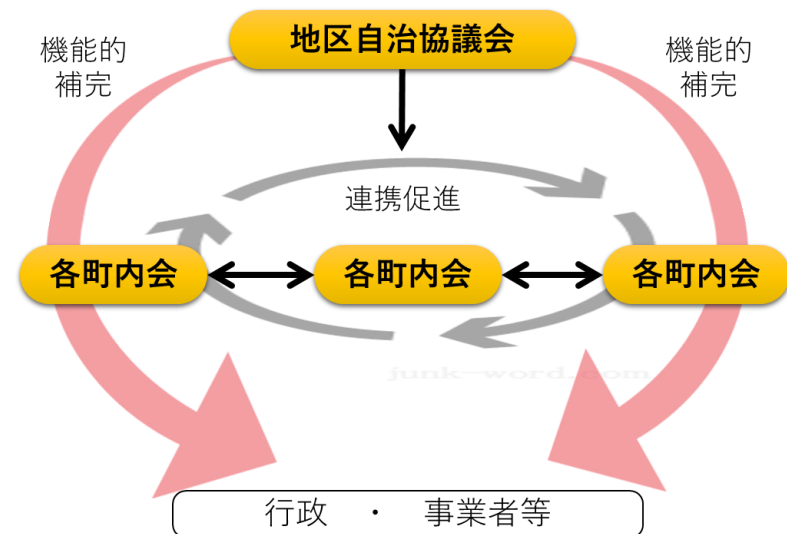 地区自治協議会
機能的
補完
機能的
補完
連携促進
各町内会
各町内会
各町内会
junk-word.com
行政 ・ 事業者等